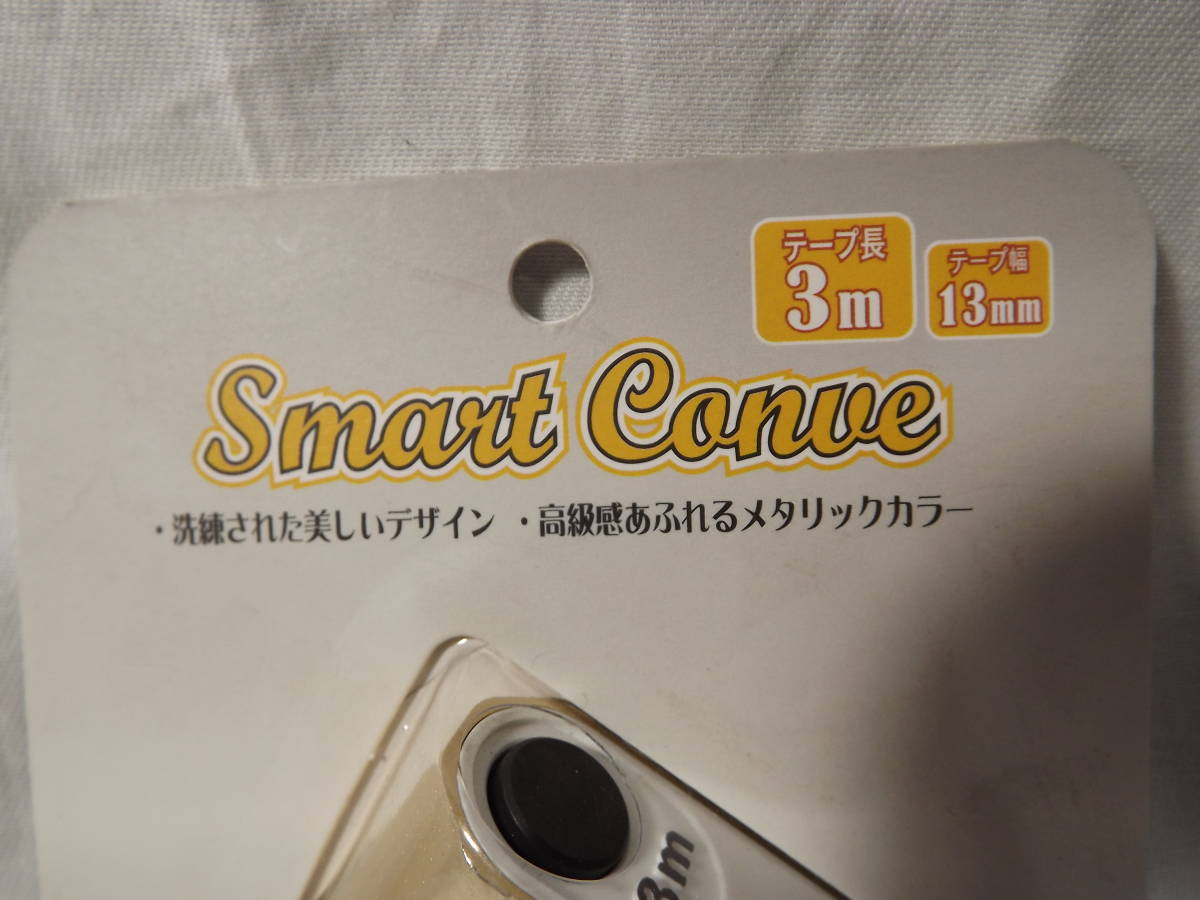 テープ長
3m
テープ幅
13mm
Smart Conve
・洗練された美しいデザイン ・高級感あふれるメタリックカラー
3m